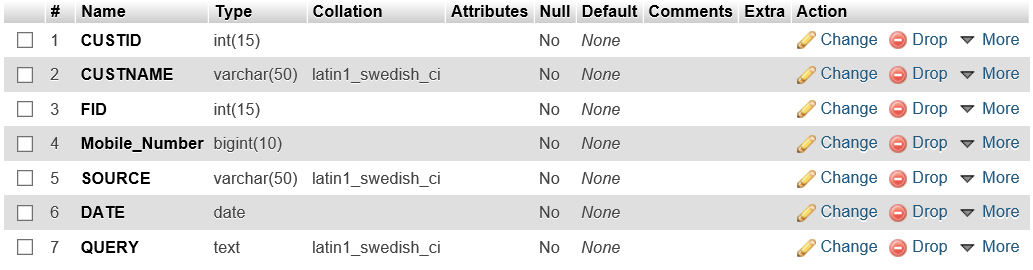 # Name Type Collation Attributes Null Default Comments Extra Action
1 CUSTID int(15) No None Change Drop More
2 CUSTNAME varchar(50) latin1_swedish_ci No None Change Drop More
3 FID int(15) No None Change Drop More
4 Mobile_Number bigint(10) No None Change Drop More
5 SOURCE varchar(50) latin1_swedish_ci No None Change Drop More
6 DATE date No None Change Drop More
7 QUERY text latin1_swedish_ci No None Change Drop More